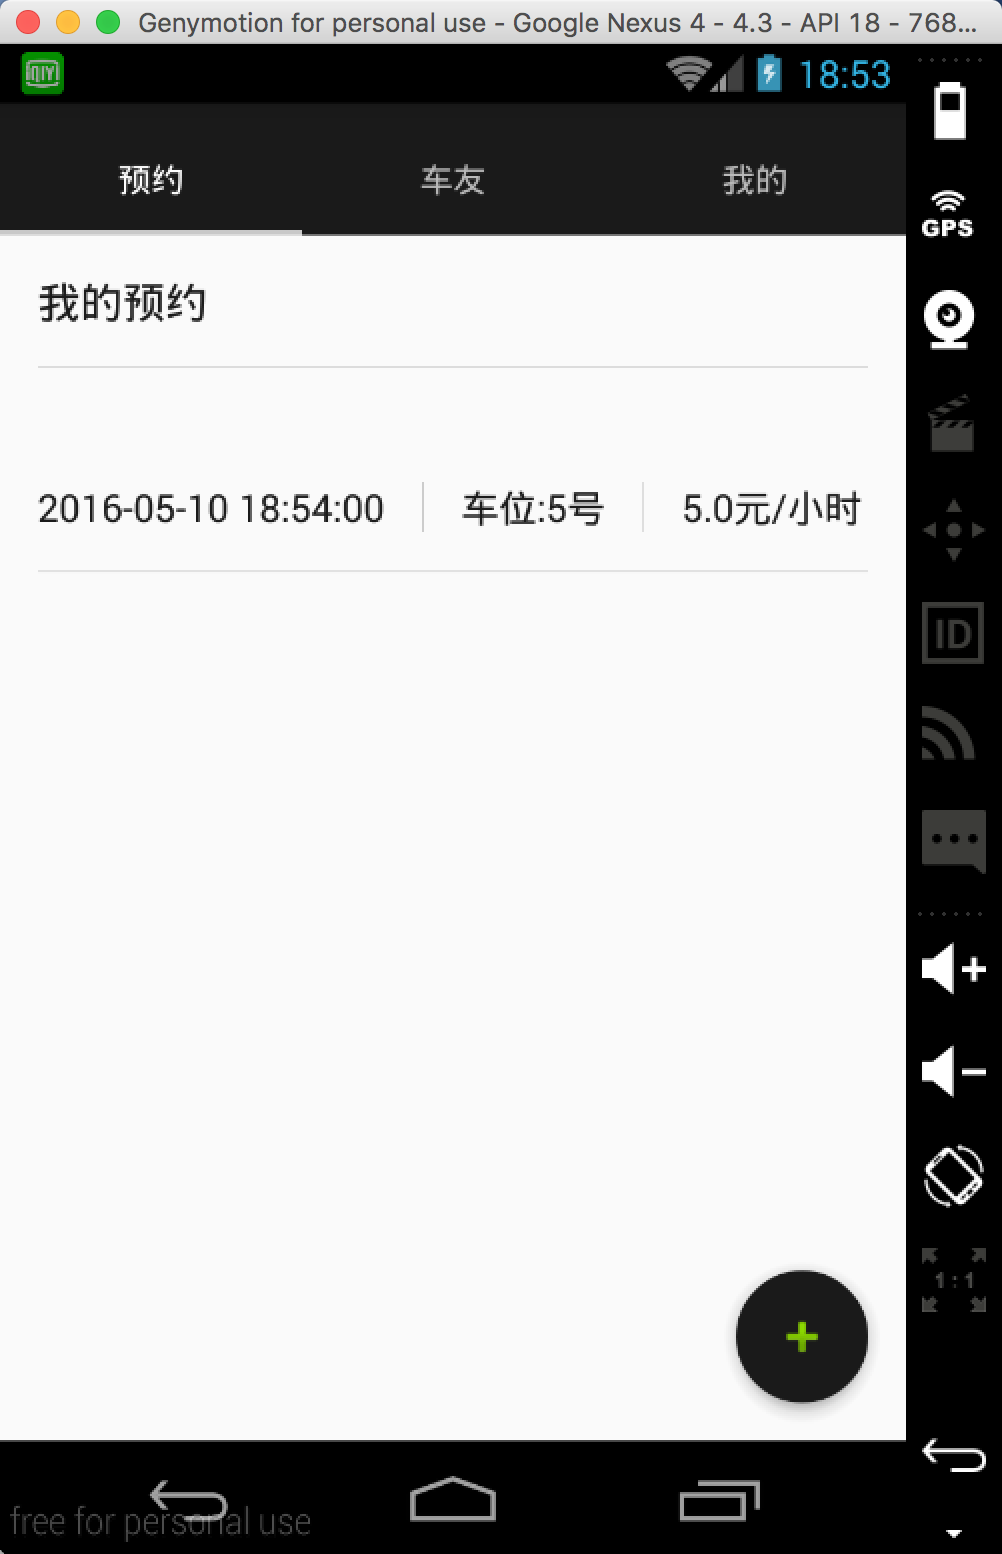 Genymotion for personal use - Google Nexus 4 - 4.3 - API 18 - 768...
QIY
18:53
预约 车友 我的
GPS
我的预约
2016-05-10 18:54:00 车位:5号 5.0元/小时
ID
1:1
free for personal use